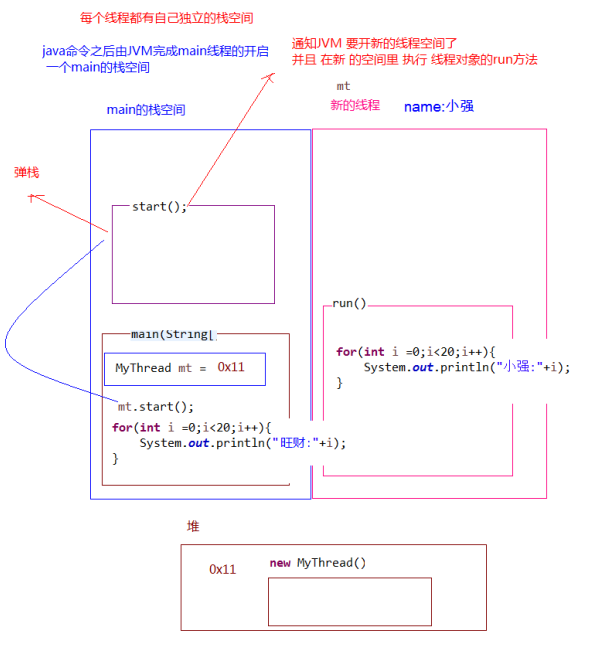 每个线程都有自己独立的栈空间
java命令之后由JVM完成main线程的开启
一个main的栈空间
通知JVM 要开新的线程空间了
并且 在新 的空间里 执行 线程对象的run方法
mt
新的线程
name:小强
main的栈空间
弹栈
start();
run()
for(int i =0;i<20;i++){
System.out.println("小强:"+i);
}
main(String[
MyThread mt = 0x11
mt.start();
for(int i =0;i<20;i++){
System.out.println("旺财:"+i);
}
堆
0x11
new MyThread()